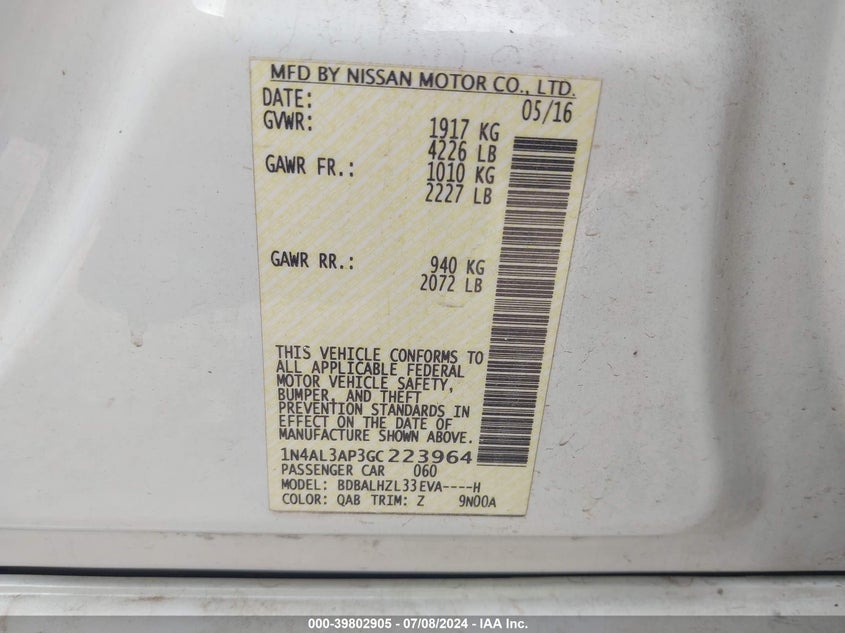 MFD BY NISSAN MOTOR CO., LTD.
DATE: 05/16
GVWR: 1917 KG
4226 LB
GAWR FR.: 1010 KG
2227 LB
GAWR RR.: 940 KG
2072 LB
THIS VEHICLE CONFORMS TO
ALL APPLICABLE FEDERAL
MOTOR VEHICLE SAFETY,
BUMPER, AND THEFT
PREVENTION STANDARDS IN
EFFECT ON THE DATE OF
MANUFACTURE SHOWN ABOVE.
1N4AL3AP3GC223964
PASSENGER CAR 060
MODEL: BDBALHZL33EVA----H
COLOR: QAB TRIM: Z 9N00A
000-39802905 - 07/08/2024 - IAA Inc.